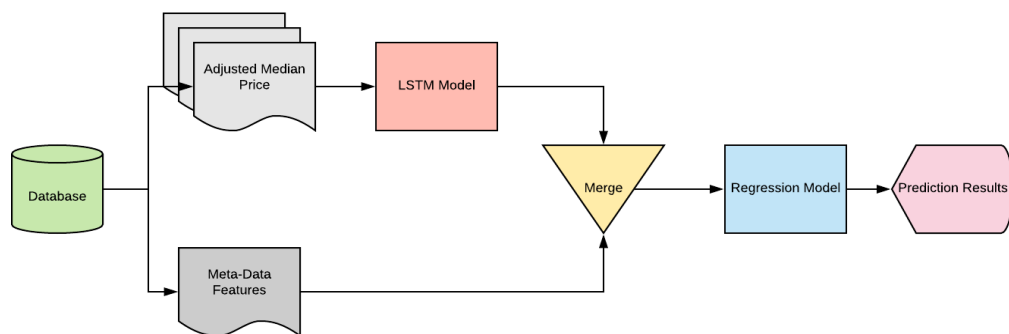 Adjusted Median
Price
LSTM Model
Database
Merge
Regression Model
Prediction Results
Meta-Data
Features